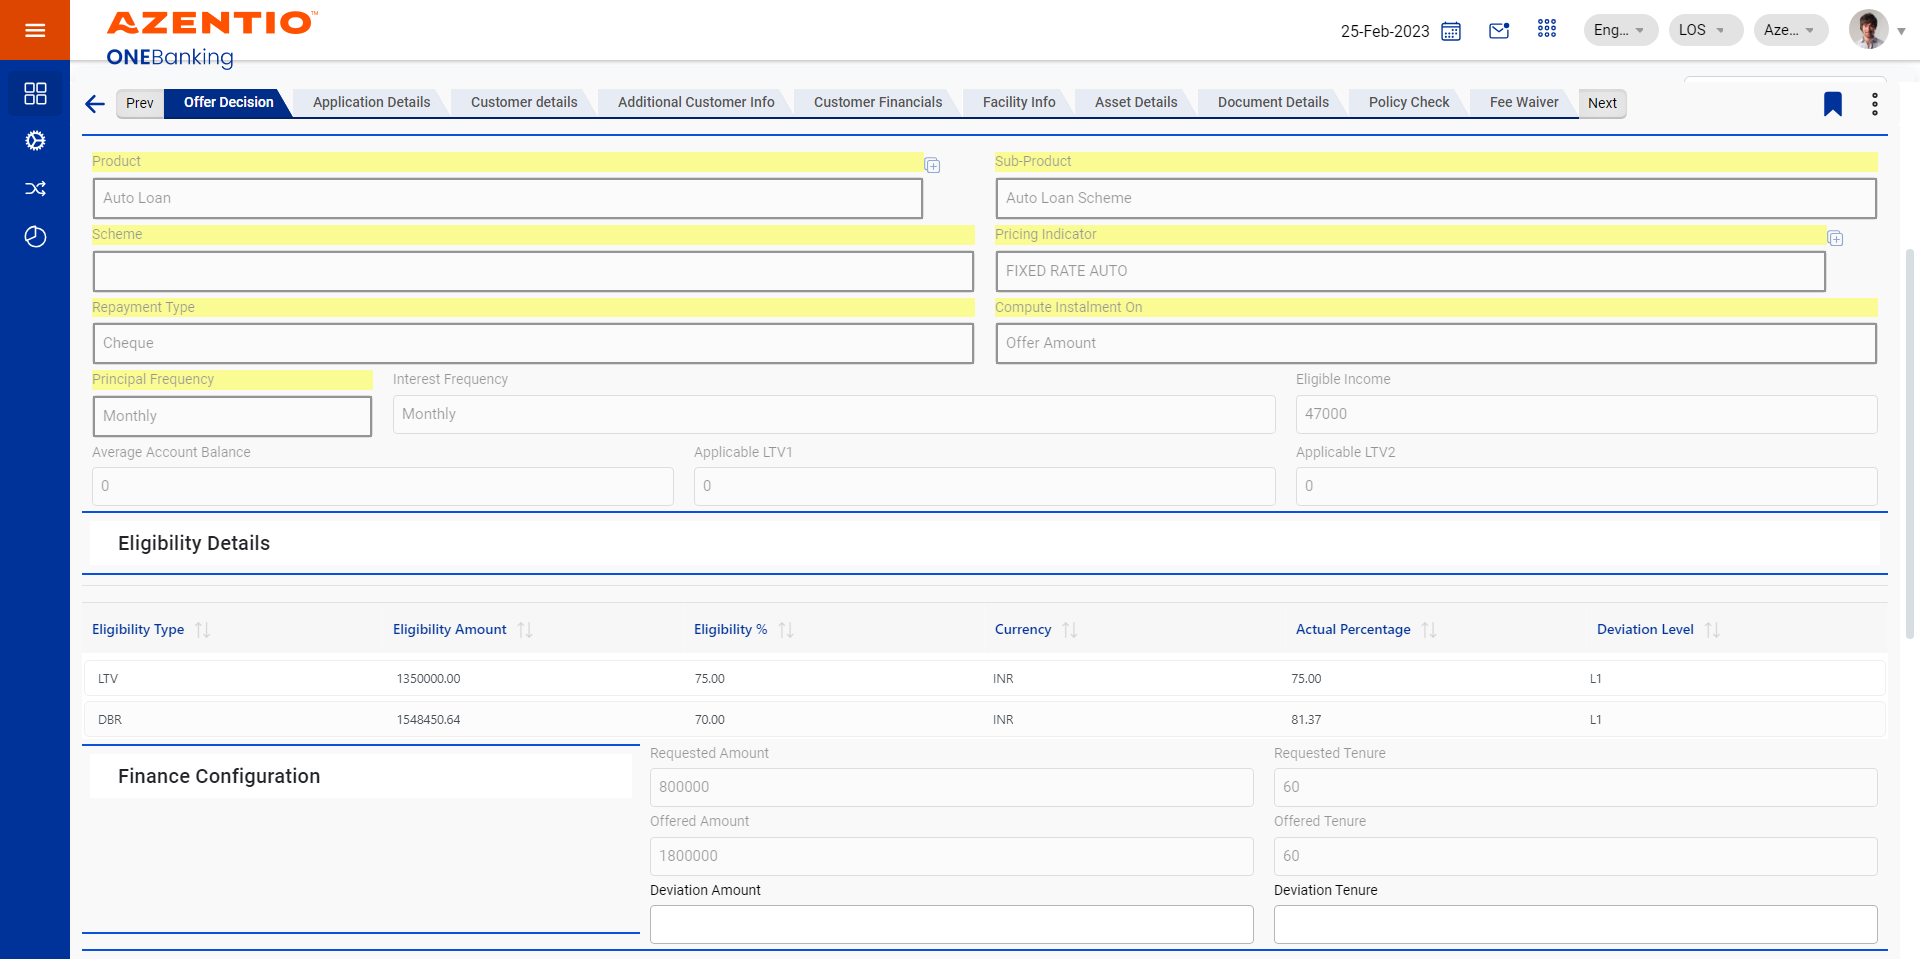 AZENTIO™
ONEBanking
25-Feb-2023
Eng...
LOS
Aze...
Prev
Offer Decision
Application Details
Customer details
Additional Customer Info
Customer Financials
Facility Info
Asset Details
Document Details
Policy Check
Fee Waiver
Next
Product
Sub-Product
Auto Loan
Auto Loan Scheme
Scheme
Pricing Indicator
FIXED RATE AUTO
Repayment Type
Compute Instalment On
Cheque
Offer Amount
Principal Frequency
Interest Frequency
Eligible Income
Monthly
Monthly
47000
Average Account Balance
Applicable LTV1
Applicable LTV2
0
0
0
Eligibility Details
Eligibility Type
Eligibility Amount
Eligibility %
Currency
Actual Percentage
Deviation Level
LTV
1350000.00
75.00
INR
75.00
L1
DBR
1548450.64
70.00
INR
81.37
L1
Finance Configuration
Requested Amount
Requested Tenure
800000
60
Offered Amount
Offered Tenure
1800000
60
Deviation Amount
Deviation Tenure